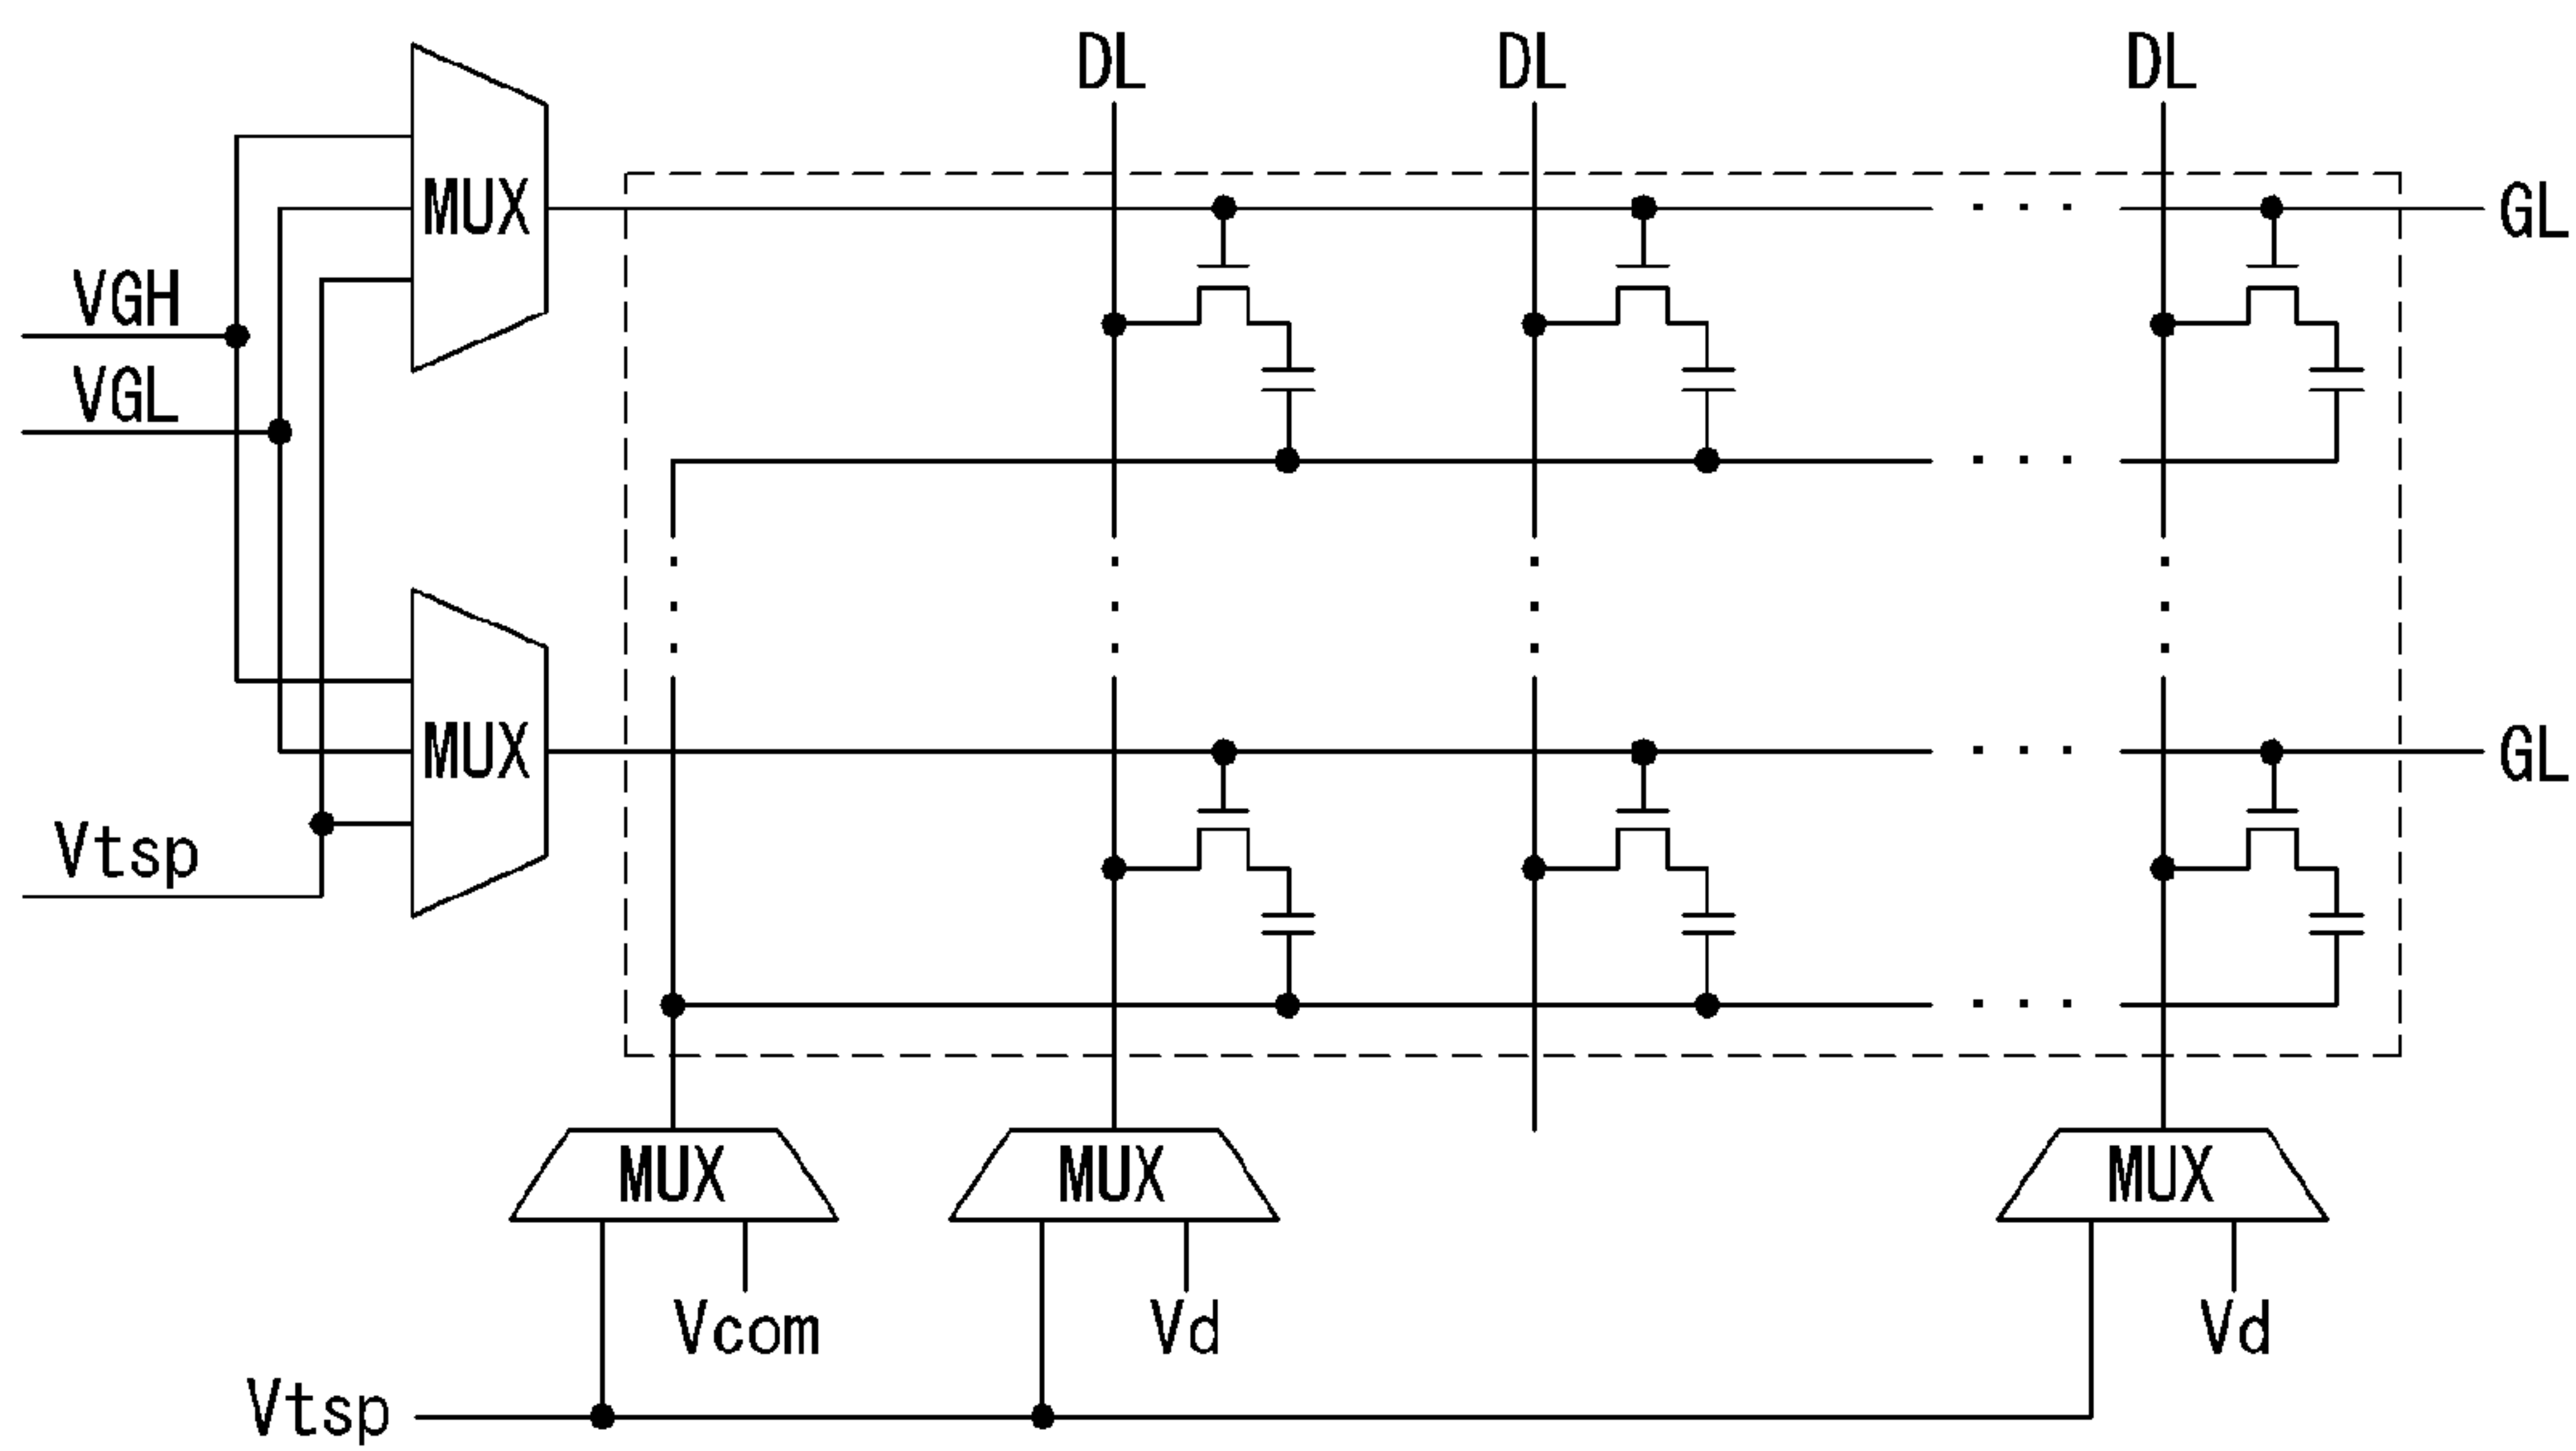 DL DL DL
MUX GL
VGH
VGL
MUX GL
Vtsp
MUX MUX MUX
Vcom Vd Vd
Vtsp